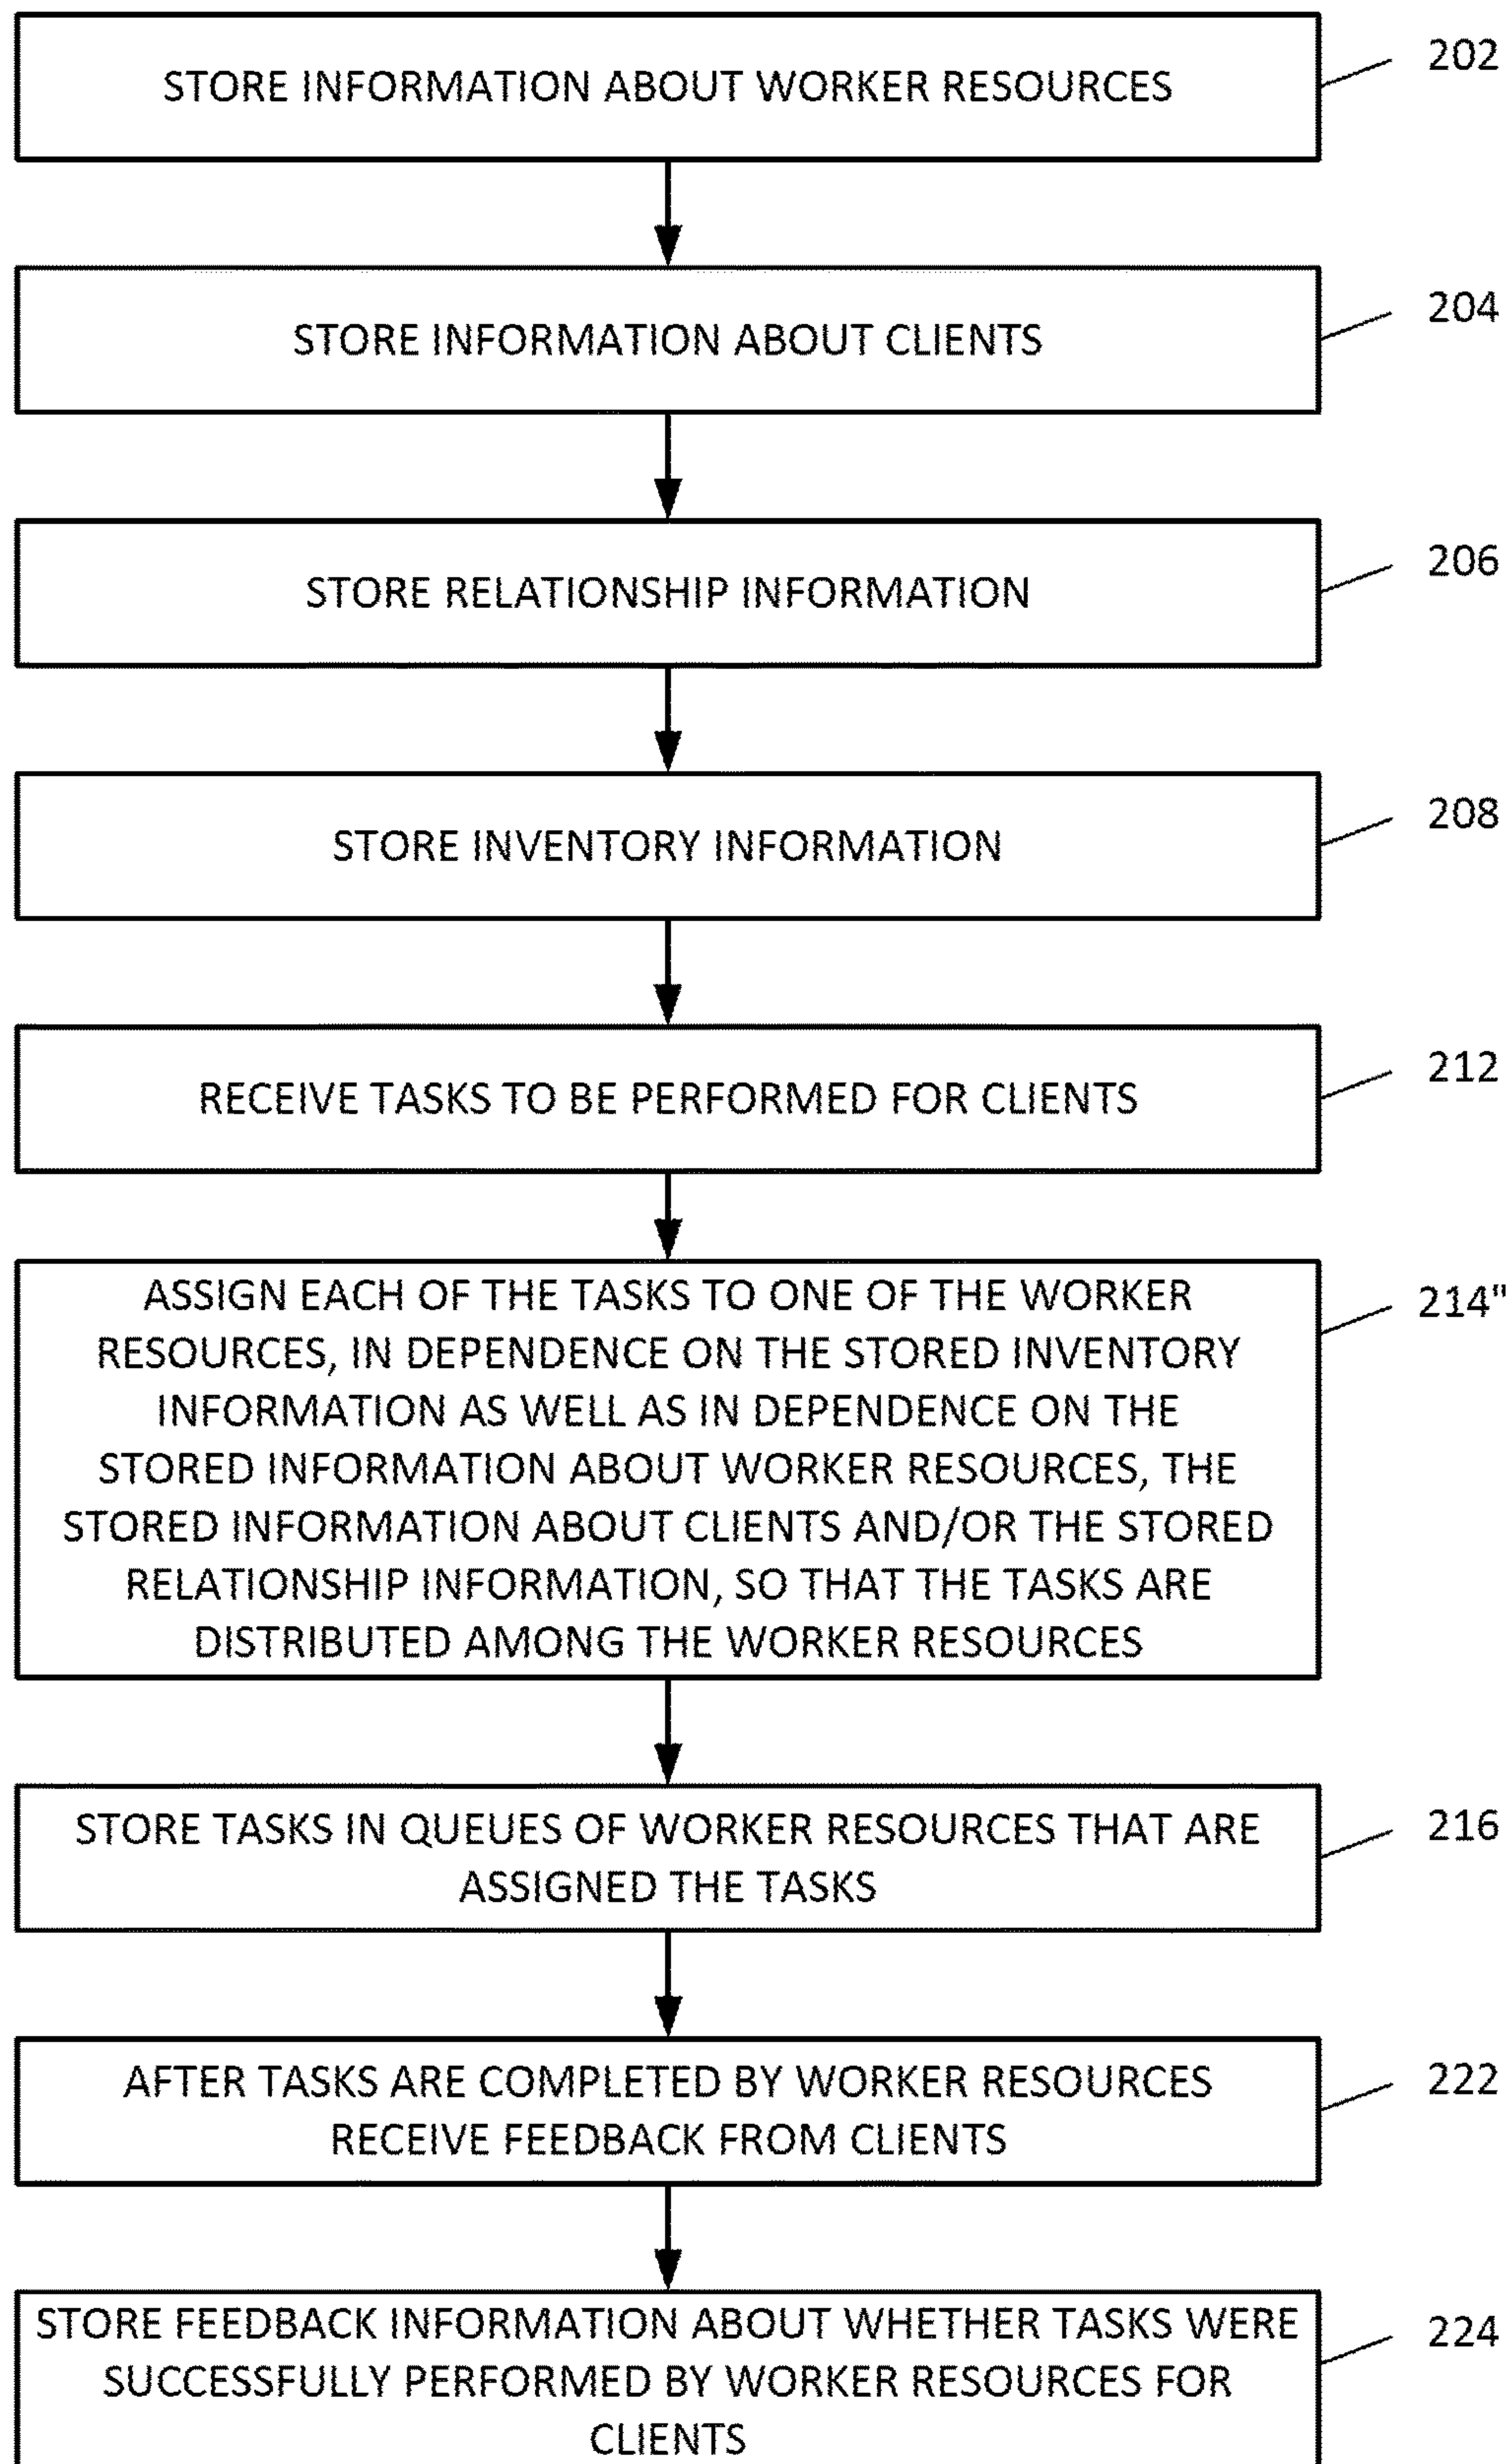 STORE INFORMATION ABOUT WORKER RESOURCES
202
STORE INFORMATION ABOUT CLIENTS
204
STORE RELATIONSHIP INFORMATION
206
STORE INVENTORY INFORMATION
208
RECEIVE TASKS TO BE PERFORMED FOR CLIENTS
212
ASSIGN EACH OF THE TASKS TO ONE OF THE WORKER
RESOURCES, IN DEPENDENCE ON THE STORED INVENTORY
INFORMATION AS WELL AS IN DEPENDENCE ON THE
STORED INFORMATION ABOUT WORKER RESOURCES, THE
STORED INFORMATION ABOUT CLIENTS AND/OR THE STORED
RELATIONSHIP INFORMATION, SO THAT THE TASKS ARE
DISTRIBUTED AMONG THE WORKER RESOURCES
214"
STORE TASKS IN QUEUES OF WORKER RESOURCES THAT ARE
ASSIGNED THE TASKS
216
AFTER TASKS ARE COMPLETED BY WORKER RESOURCES
RECEIVE FEEDBACK FROM CLIENTS
222
STORE FEEDBACK INFORMATION ABOUT WHETHER TASKS WERE
SUCCESSFULLY PERFORMED BY WORKER RESOURCES FOR
CLIENTS
224